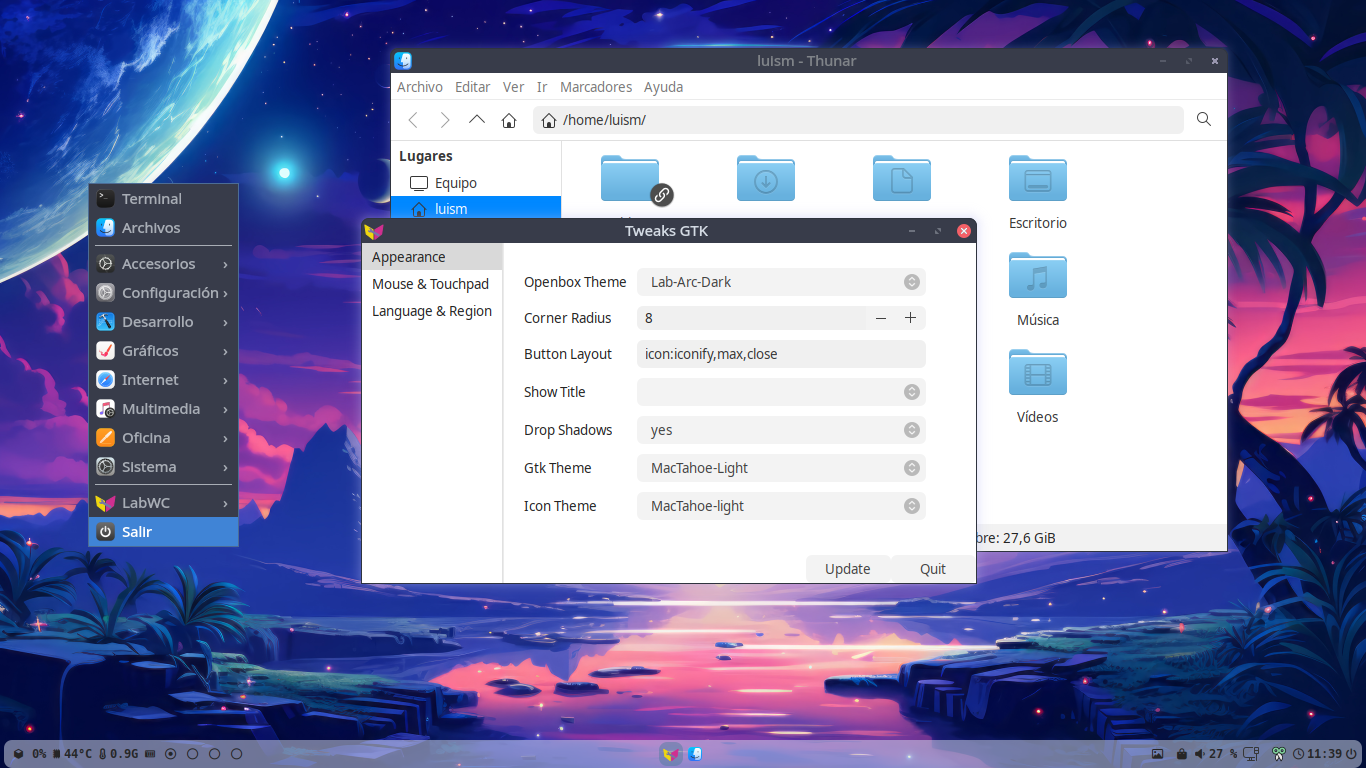 luism - Thunar
Archivo Editar Ver Ir Marcadores Ayuda
/home/luism/
Lugares
Equipo
luism
Escritorio
Música
Vídeos
27,6 GiB
Terminal
Archivos
Accesorios
Configuración
Desarrollo
Gráficos
Internet
Multimedia
Oficina
Sistema
LabWC
Salir
Tweaks GTK
Appearance
Mouse & Touchpad
Language & Region
Openbox Theme Lab-Arc-Dark
Corner Radius 8
Button Layout icon:iconify,max,close
Show Title
Drop Shadows yes
Gtk Theme MacTahoe-Light
Icon Theme MacTahoe-light
Update Quit
0% 44°C 0.9G 27 % 11:39